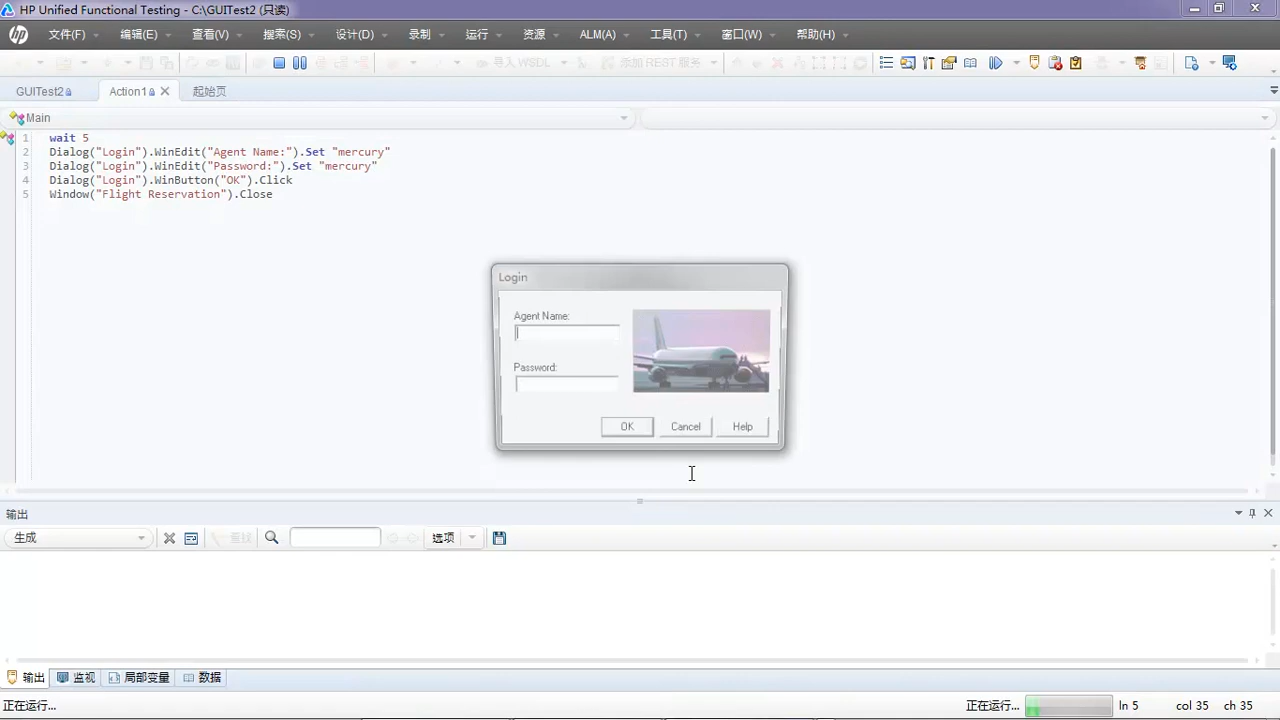 HP Unified Functional Testing - C:\GUITest2 (只读)
文件(F) 编辑(E) 查看(V) 搜索(S) 设计(D) 录制 运行 资源 ALM(A) 工具(T) 窗口(W) 帮助(H)
导入 WSDL 添加 REST 服务
GUITest2 Action1 起始页
Main
1 wait 5
2 Dialog("Login").WinEdit("Agent Name:").Set "mercury"
3 Dialog("Login").WinEdit("Password:").Set "mercury"
4 Dialog("Login").WinButton("OK").Click
5 Window("Flight Reservation").Close
Login
Agent Name:
Password:
OK Cancel Help
输出
生成 查找 选项
输出 监视 局部变量 数据
正在运行... 正在运行... ln 5 col 35 ch 35